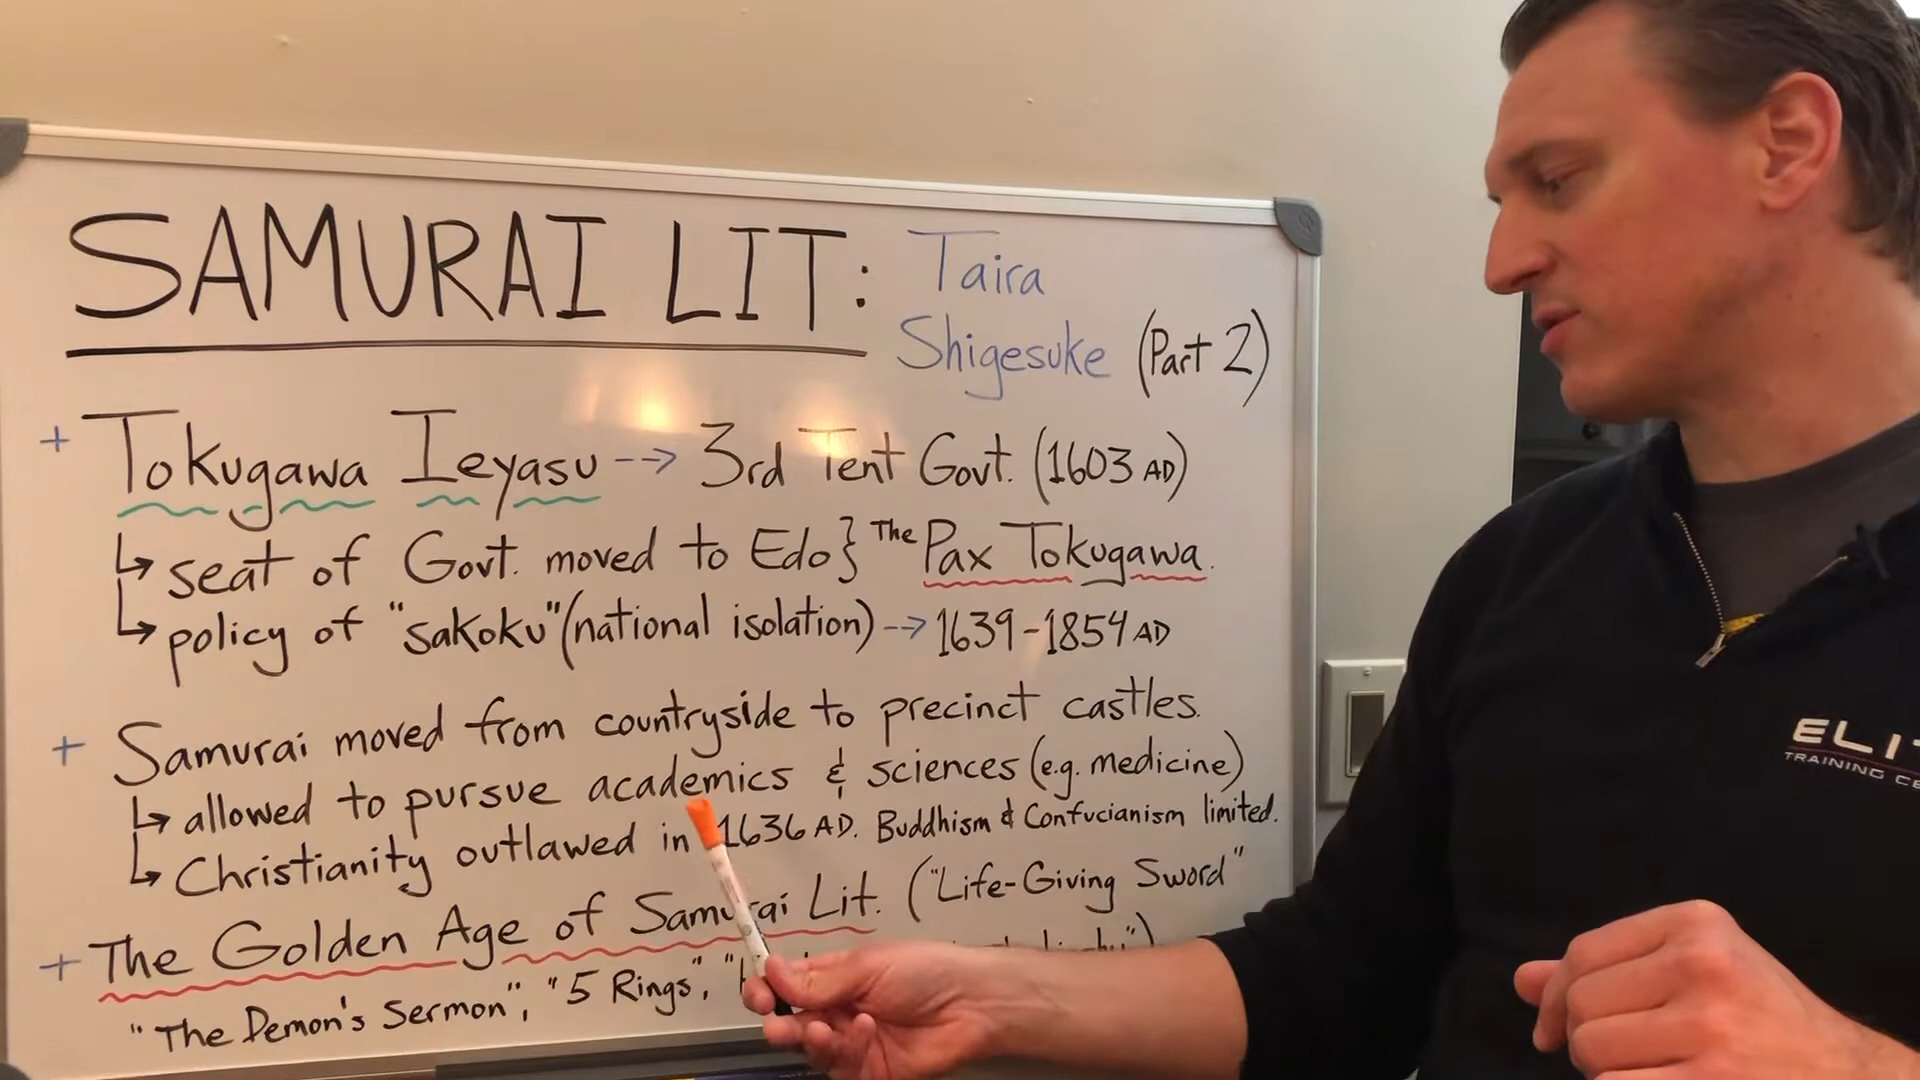 SAMURAI LIT: Taira
Shigesuke (Part 2)
+ Tokugawa Ieyasu --> 3rd Tent Govt. (1603 AD)
↳ seat of Govt. moved to Edo } The Pax Tokugawa.
↳ policy of "sakoku" (national isolation) --> 1639-1854 AD
+ Samurai moved from countryside to precinct castles.
↳ allowed to pursue academics & sciences (e.g. medicine)
↳ Christianity outlawed in 1636 AD. Buddhism & Confucianism limited.
+ The Golden Age of Samurai Lit. ("Life-Giving Sword"
"The Demon's Sermon", "5 Rings", "
ELIT
TRAINING CE